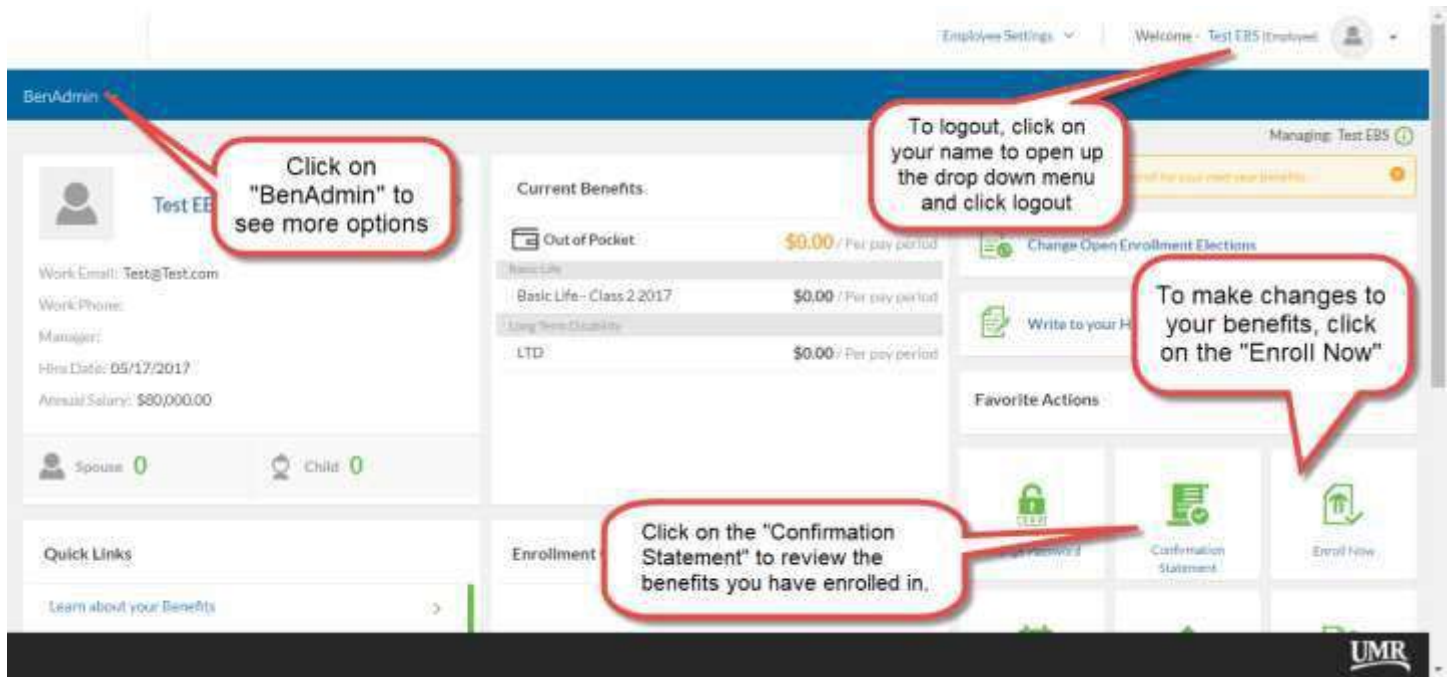 Employee Settings
Welcome - Test EBS (Employee)
BenAdmin
To logout, click on
your name to open up
the drop down menu
and click logout
Managing: Test EBS
Click on
"BenAdmin" to
see more options
Test EB
Work Email: Test@Test.com
Work Phone:
Manager:
Hire Date: 05/17/2017
Annual Salary: $80,000.00
Spouse 0
Child 0
Quick Links
Learn about your Benefits
Current Benefits
Out of Pocket $0.00 / Per pay period
Basic Life
Basic Life - Class 2 2017 $0.00 / Per pay period
Long Term Disability
LTD $0.00 / Per pay period
Enrollment
Click on the "Confirmation
Statement" to review the
benefits you have enrolled in.
Change Open Enrollment Elections
Write to your H
To make changes to
your benefits, click
on the "Enroll Now"
Favorite Actions
Confirmation
Statement
Enroll Now
UMR